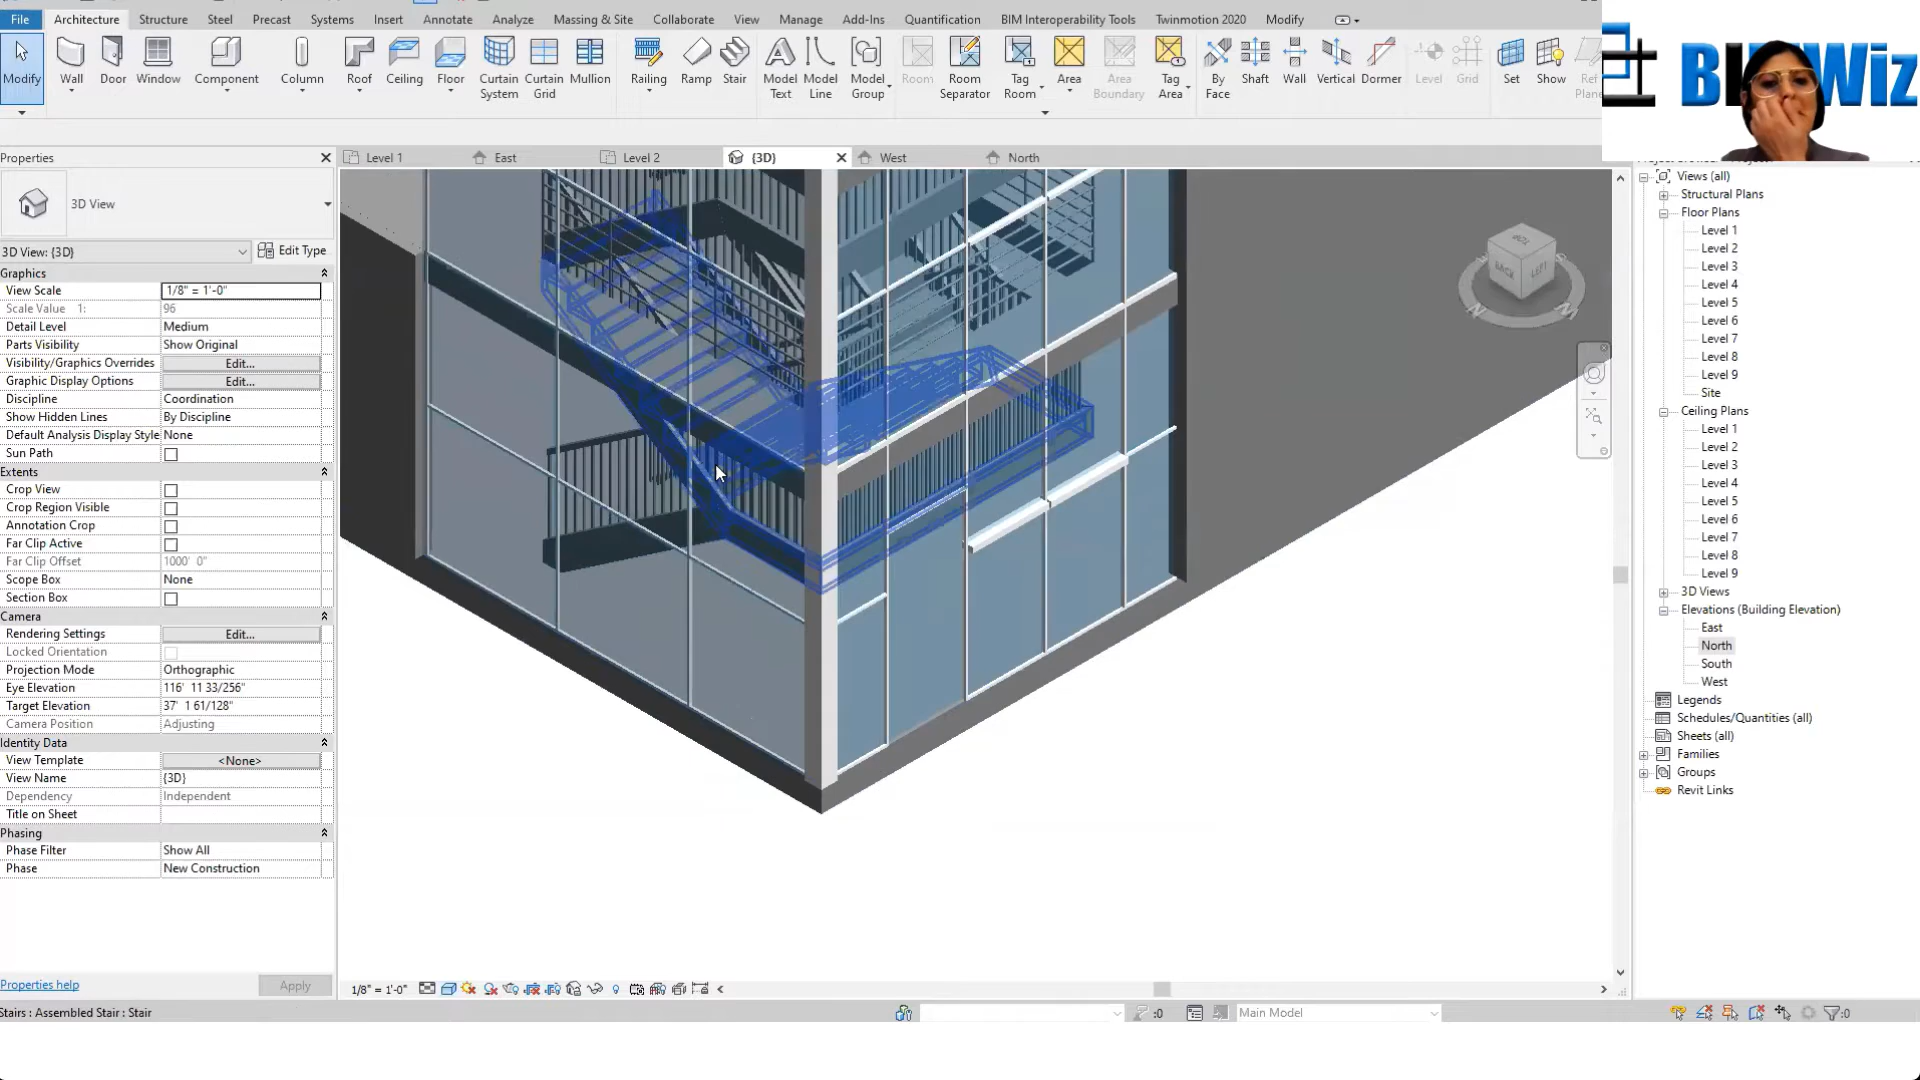 File Architecture Structure Steel Precast Systems Insert Annotate Analyze Massing & Site Collaborate View Manage Add-Ins Quantification BIM Interoperability Tools Twinmotion 2020 Modify
Modify Wall Door Window Component Column Roof Ceiling Floor Curtain System Curtain Grid Mullion Railing Ramp Stair Model Text Model Line Model Group Room Room Separator Tag Room Area Area Boundary Tag Area By Face Shaft Wall Vertical Dormer Level Grid Set Show Ref Plane
Properties
Level 1 East Level 2 {3D} West North
3D View
3D View: {3D} Edit Type
Graphics
View Scale 1/8" = 1'-0"
Scale Value 1: 96
Detail Level Medium
Parts Visibility Show Original
Visibility/Graphics Overrides Edit...
Graphic Display Options Edit...
Discipline Coordination
Show Hidden Lines By Discipline
Default Analysis Display Style None
Sun Path
Extents
Crop View
Crop Region Visible
Annotation Crop
Far Clip Active
Far Clip Offset 1000' 0"
Scope Box None
Section Box
Camera
Rendering Settings Edit...
Locked Orientation
Projection Mode Orthographic
Eye Elevation 116' 11 33/256"
Target Elevation 37' 1 61/128"
Camera Position Adjusting
Identity Data
View Template <None>
View Name {3D}
Dependency Independent
Title on Sheet
Phasing
Phase Filter Show All
Phase New Construction
Properties help Apply
TOP
BACK LEFT
Views (all)
Structural Plans
Floor Plans
Level 1
Level 2
Level 3
Level 4
Level 5
Level 6
Level 7
Level 8
Level 9
Site
Ceiling Plans
Level 1
Level 2
Level 3
Level 4
Level 5
Level 6
Level 7
Level 8
Level 9
3D Views
Elevations (Building Elevation)
East
North
South
West
Legends
Schedules/Quantities (all)
Sheets (all)
Families
Groups
Revit Links
1/8" = 1'-0"
Stairs : Assembled Stair : Stair :0 Main Model :0